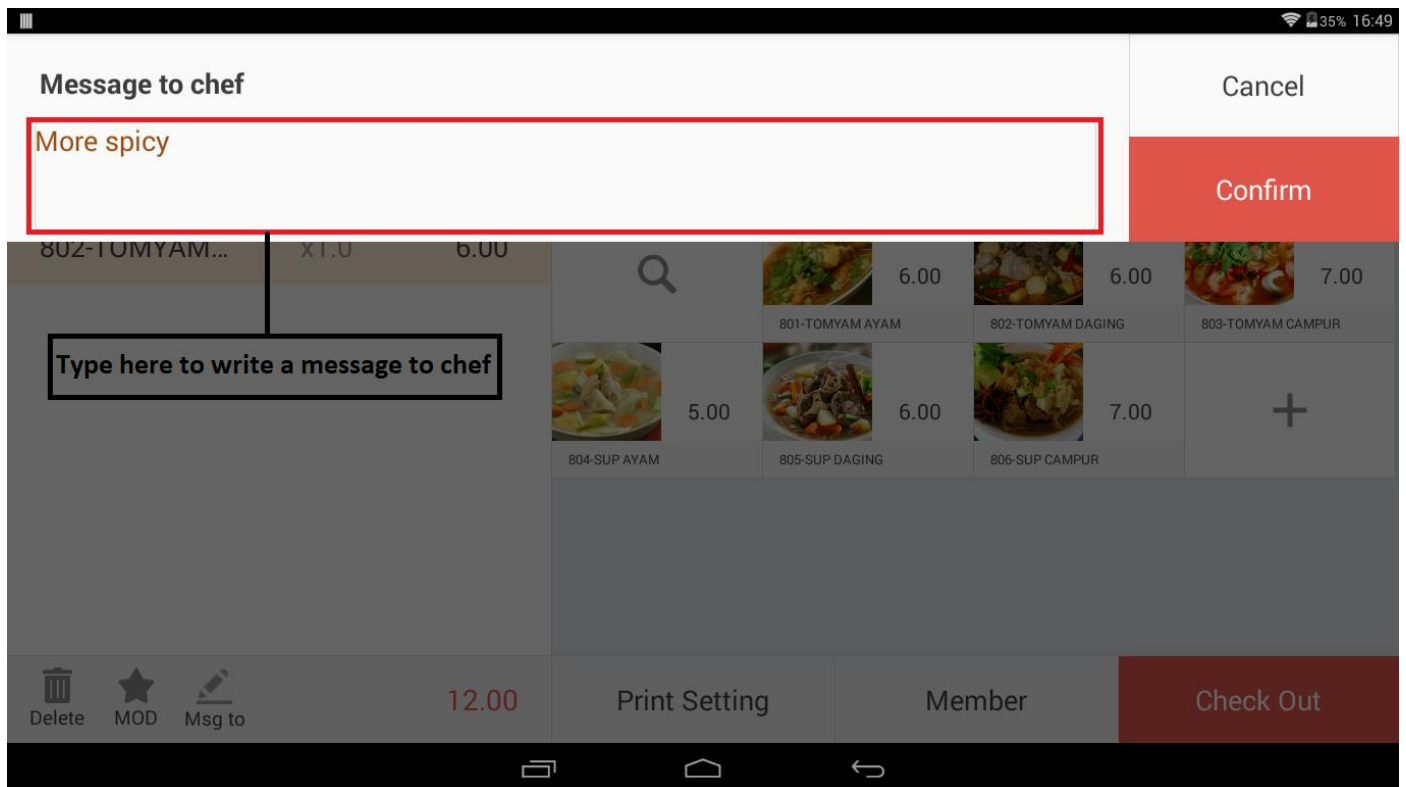 35% 16:49
Message to chef
Cancel
More spicy
Confirm
802-TOMYAM... x1.0 6.00
6.00
6.00
7.00
801-TOMYAM AYAM
802-TOMYAM DAGING
803-TOMYAM CAMPUR
Type here to write a message to chef
5.00
6.00
7.00
804-SUP AYAM
805-SUP DAGING
806-SUP CAMPUR
Delete
MOD
Msg to
12.00
Print Setting
Member
Check Out